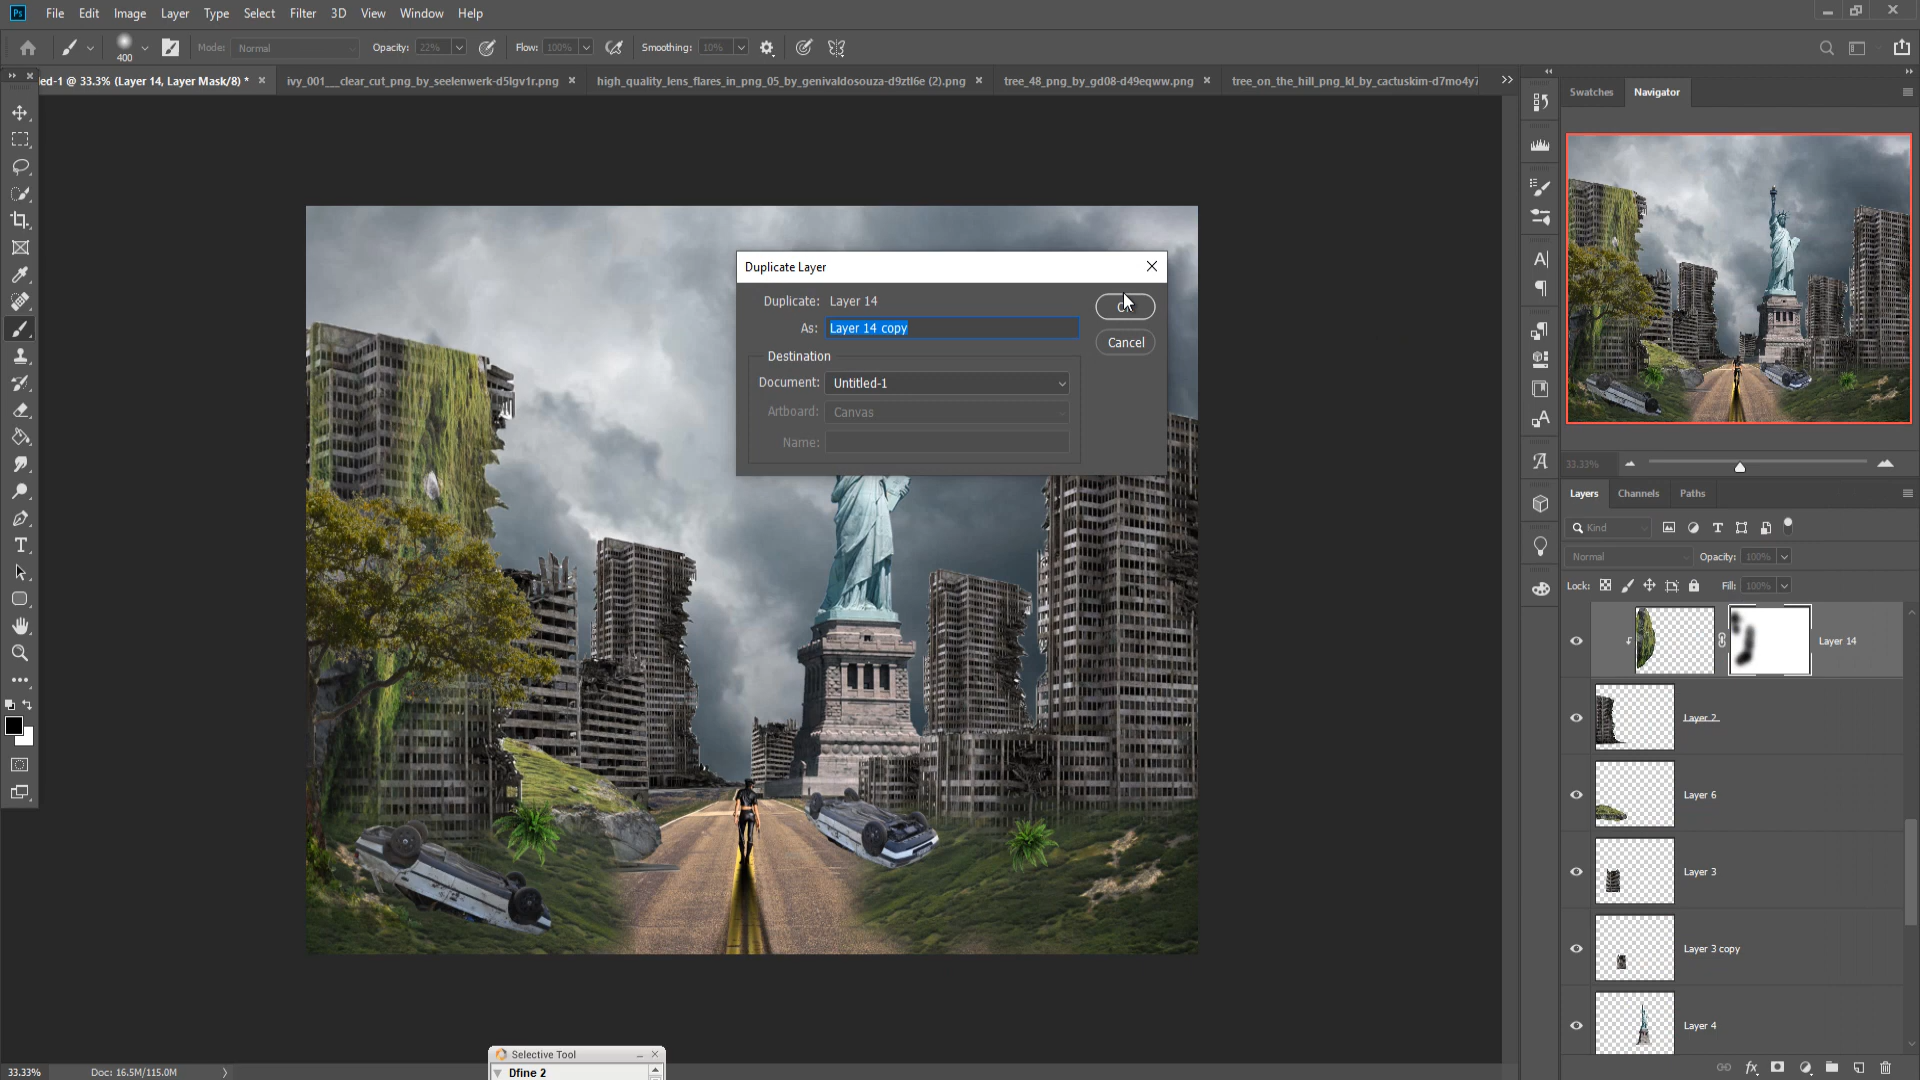 Ps File Edit Image Layer Type Select Filter 3D View Window Help
400 Mode: Normal Opacity: 22% Flow: 100% Smoothing: 10%
ed-1 @ 33.3% (Layer 14, Layer Mask/8) * ivy_001__clear_cut_png_by_seelenwerk-d5lgv1r.png high_quality_lens_flares_in_png_05_by_genivaldosouza-d9ztl6e (2).png tree_48_png_by_gd08-d49eqww.png tree_on_the_hill_png_kl_by_cactuskim-d7mo4y7
Swatches Navigator
Duplicate Layer
Duplicate: Layer 14
As: Layer 14 copy
Cancel
Destination
Document: Untitled-1
Artboard: Canvas
Name:
33.33%
Layers Channels Paths
Kind
Normal Opacity: 100%
Lock: Fill: 100%
Layer 14
Layer 2
Layer 6
Layer 3
Layer 3 copy
Layer 4
Selective Tool
Dfine 2
33.33% Doc: 16.5M/115.0M